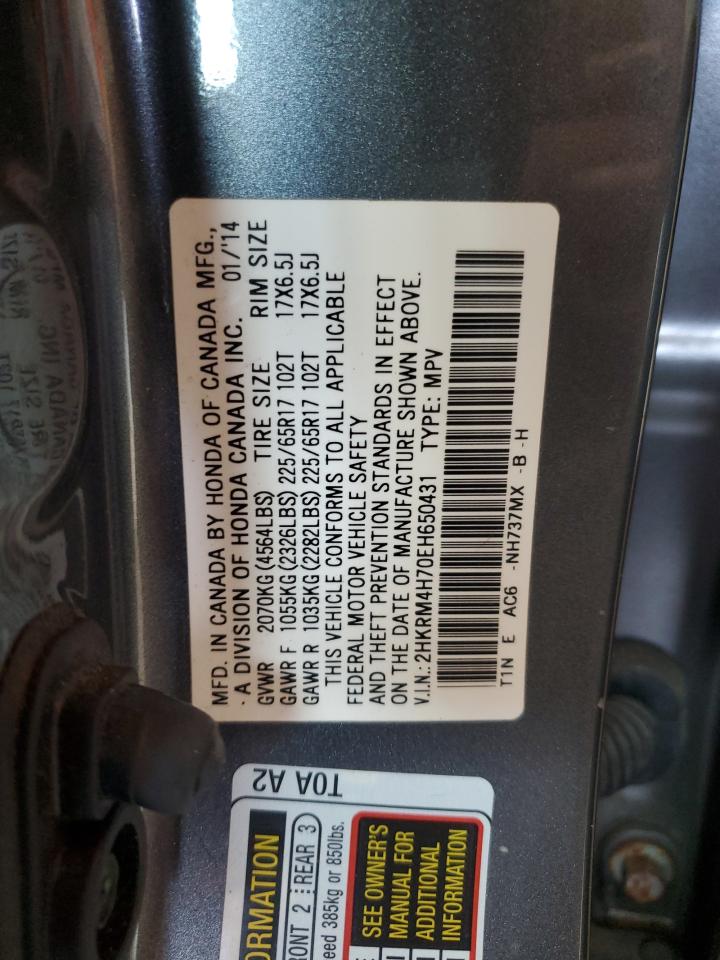 MFD. IN CANADA BY HONDA OF CANADA MFG.,
· A DIVISION OF HONDA CANADA INC. 01/'14
GVWR 2070KG(4564LBS) TIRE SIZE RIM SIZE
GAWR F 1055KG(2326LBS) 225/65R17 102T 17X6.5J
GAWR R 1035KG(2282LBS) 225/65R17 102T 17X6.5J
THIS VEHICLE CONFORMS TO ALL APPLICABLE
FEDERAL MOTOR VEHICLE SAFETY
AND THEFT PREVENTION STANDARDS IN EFFECT
ON THE DATE OF MANUFACTURE SHOWN ABOVE.
V.I.N.: 2HKRM4H70EH650431 TYPE: MPV
T1N E AC6 -NH737MX -B -H
T0A A2
ORMATION
RONT 2 REAR 3
eed 385kg or 850lbs.
SEE OWNER'S
MANUAL FOR
ADDITIONAL
INFORMATION